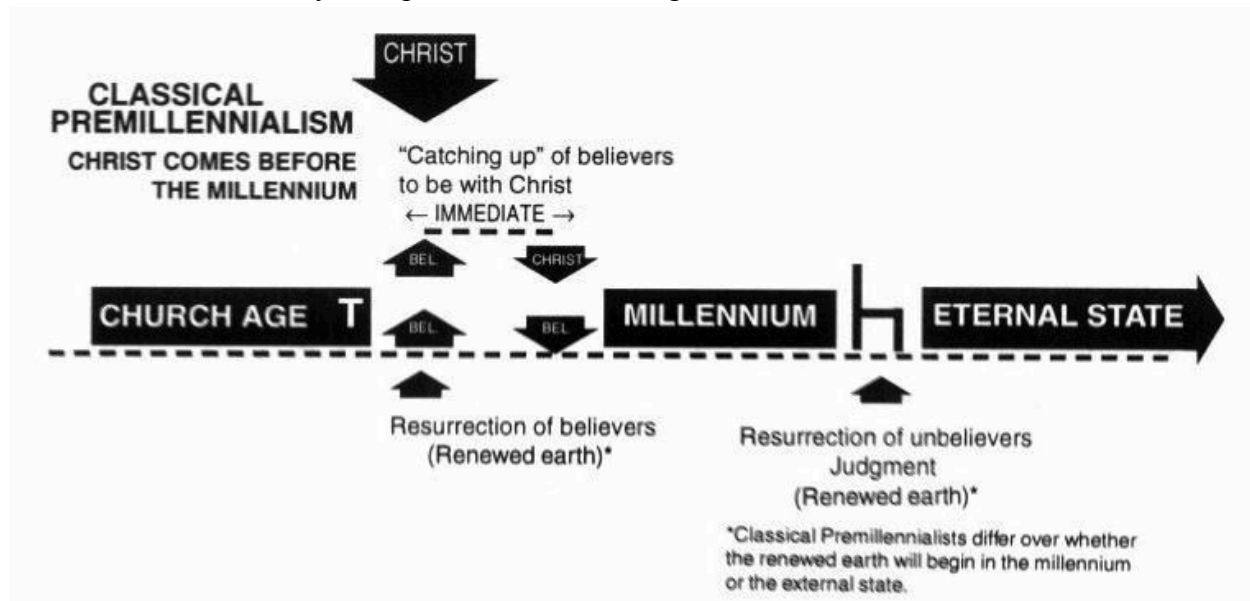 CHRIST
CLASSICAL
PREMILLENNIALISM
CHRIST COMES BEFORE
THE MILLENNIUM
“Catching up” of believers
to be with Christ
← IMMEDIATE →
BEL.
CHRIST
CHURCH AGE T
BEL.
BEL
MILLENNIUM
ETERNAL STATE
Resurrection of believers
(Renewed earth)*
Resurrection of unbelievers
Judgment
(Renewed earth)*
*Classical Premillennialists differ over whether
the renewed earth will begin in the millennium
or the external state.